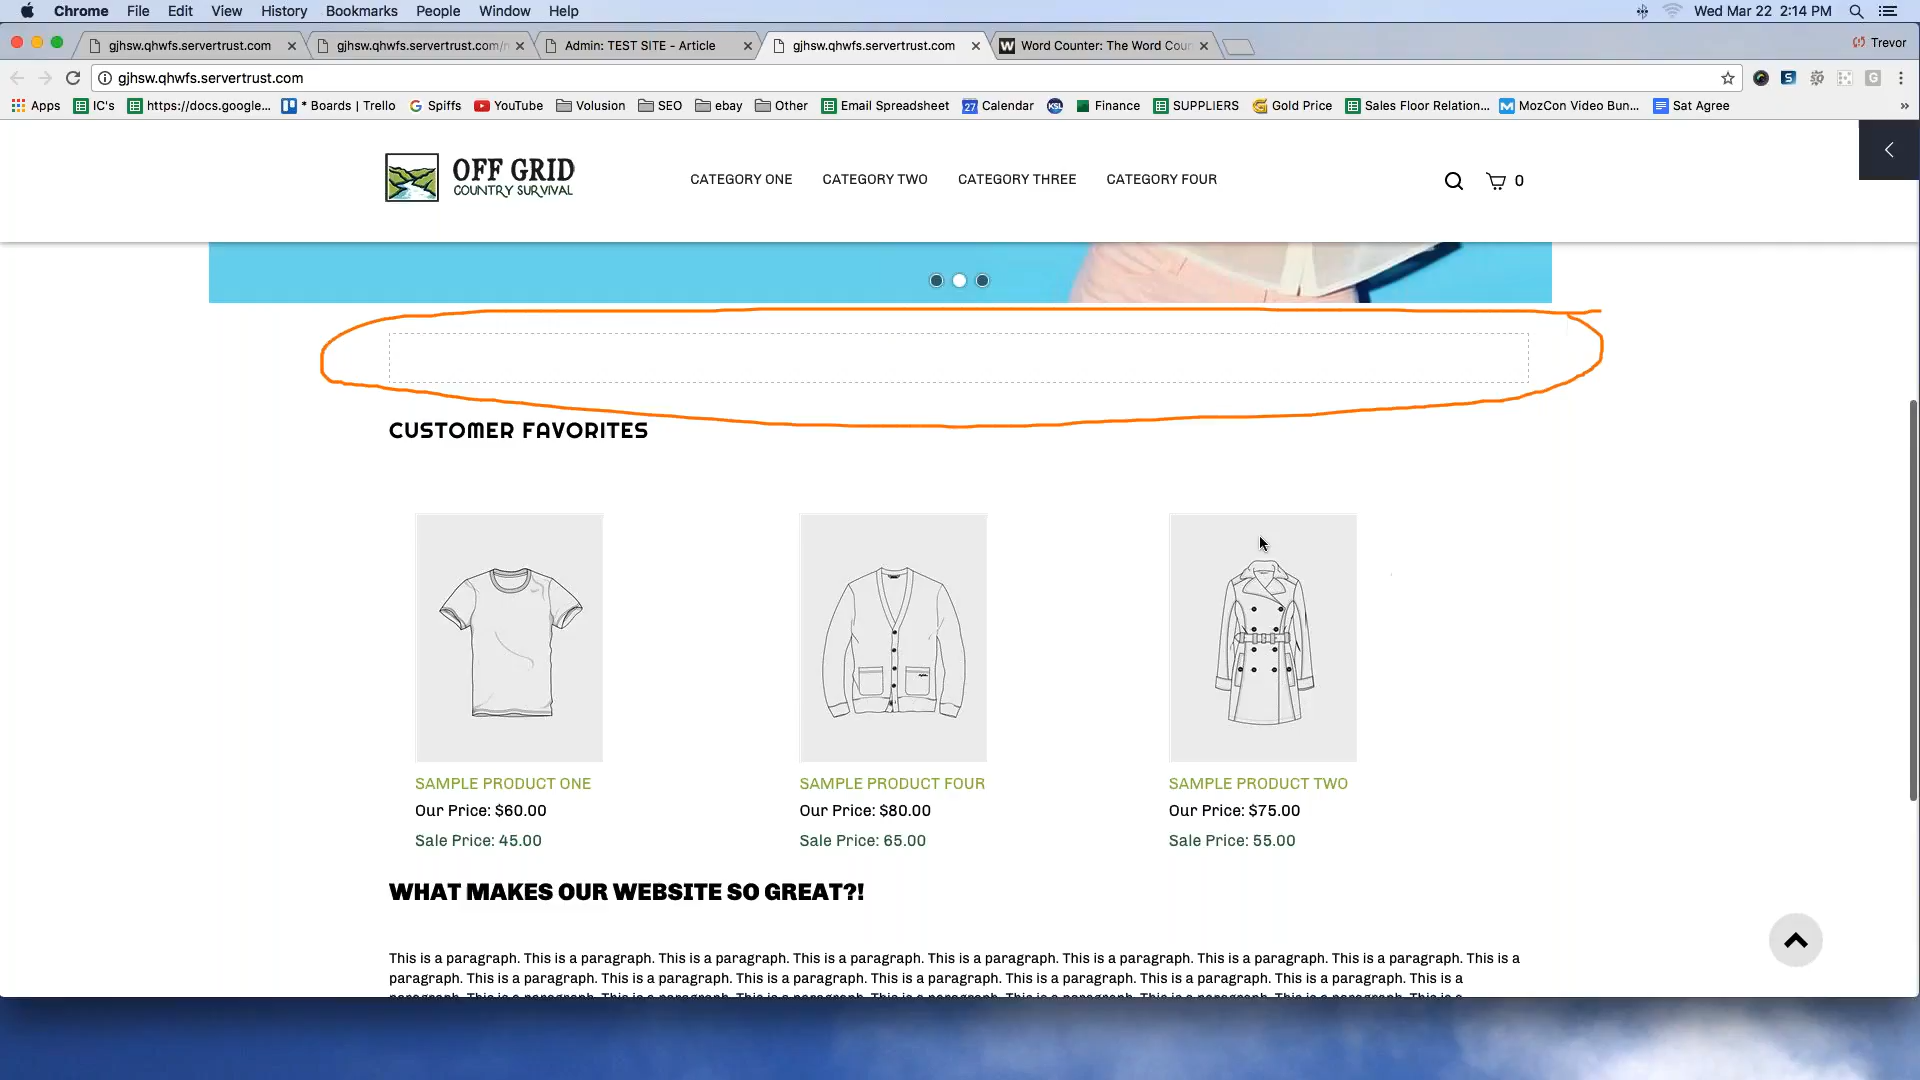 Chrome File Edit View History Bookmarks People Window Help Wed Mar 22 2:14 PM
gjhsw.qhwfs.servertrust.com gjhsw.qhwfs.servertrust.com/ Admin: TEST SITE - Article gjhsw.qhwfs.servertrust.com W Word Counter: The Word Trevor
gjhsw.qhwfs.servertrust.com
Apps IC's https://docs.google... * Boards | Trello Spiffs YouTube Volusion SEO ebay Other Email Spreadsheet 27 Calendar KSL Finance SUPPLIERS Gold Price Sales Floor Relation... MozCon Video Bun... Sat Agree »
OFF GRID
COUNTRY SURVIVAL
CATEGORY ONE CATEGORY TWO CATEGORY THREE CATEGORY FOUR 0
CUSTOMER FAVORITES
SAMPLE PRODUCT ONE SAMPLE PRODUCT FOUR SAMPLE PRODUCT TWO
Our Price: $60.00 Our Price: $80.00 Our Price: $75.00
Sale Price: 45.00 Sale Price: 65.00 Sale Price: 55.00
WHAT MAKES OUR WEBSITE SO GREAT?!
This is a paragraph. This is a paragraph. This is a paragraph. This is a paragraph. This is a paragraph. This is a paragraph. This is a paragraph. This is a paragraph. This is a
paragraph. This is a paragraph. This is a paragraph. This is a paragraph. This is a paragraph. This is a paragraph. This is a paragraph. This is a paragraph. This is a